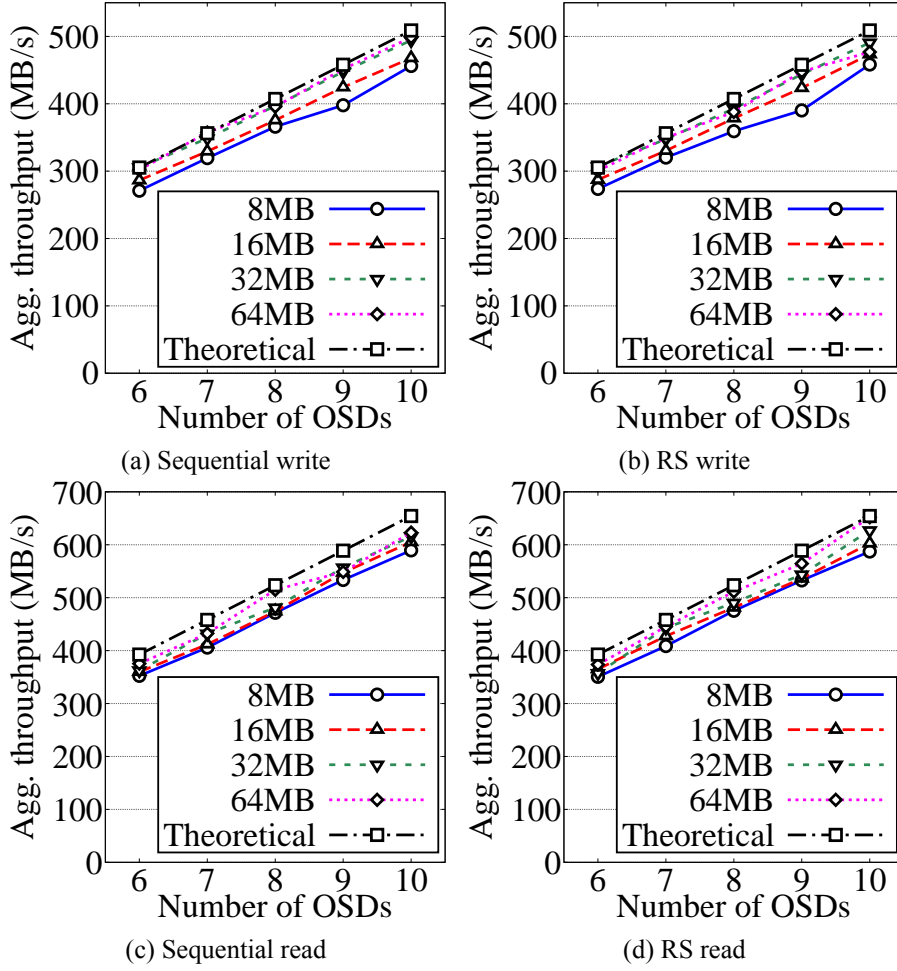 Agg. throughput (MB/s)
500
400
300
200
100
0
8MB
16MB
32MB
64MB
Theoretical
6 7 8 9 10
Number of OSDs
(a) Sequential write
Agg. throughput (MB/s)
500
400
300
200
100
0
8MB
16MB
32MB
64MB
Theoretical
6 7 8 9 10
Number of OSDs
(b) RS write
Agg. throughput (MB/s)
700
600
500
400
300
200
100
0
8MB
16MB
32MB
64MB
Theoretical
6 7 8 9 10
Number of OSDs
(c) Sequential read
Agg. throughput (MB/s)
700
600
500
400
300
200
100
0
8MB
16MB
32MB
64MB
Theoretical
6 7 8 9 10
Number of OSDs
(d) RS read